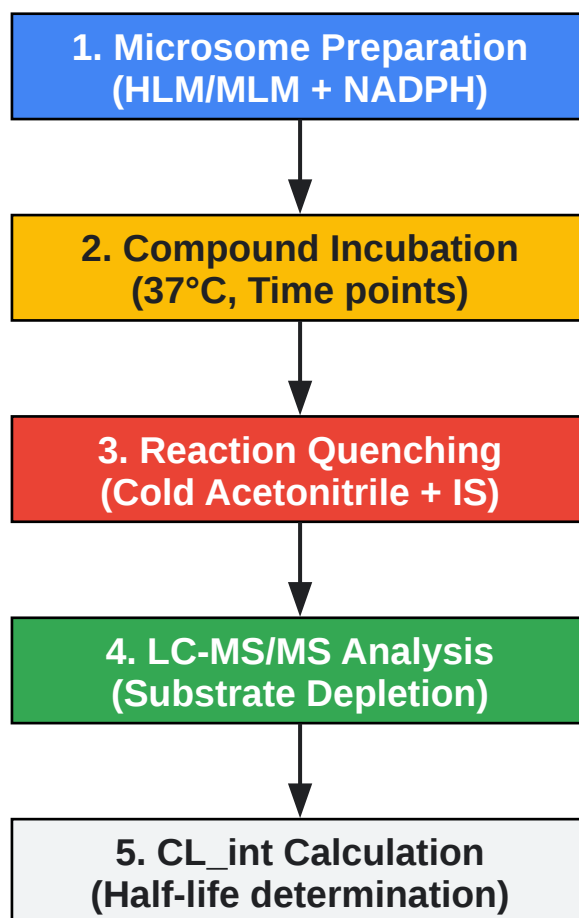 1. Microsome Preparation
(HLM/MLM + NADPH)
2. Compound Incubation
(37°C, Time points)
3. Reaction Quenching
(Cold Acetonitrile + IS)
4. LC-MS/MS Analysis
(Substrate Depletion)
5. CL_int Calculation
(Half-life determination)